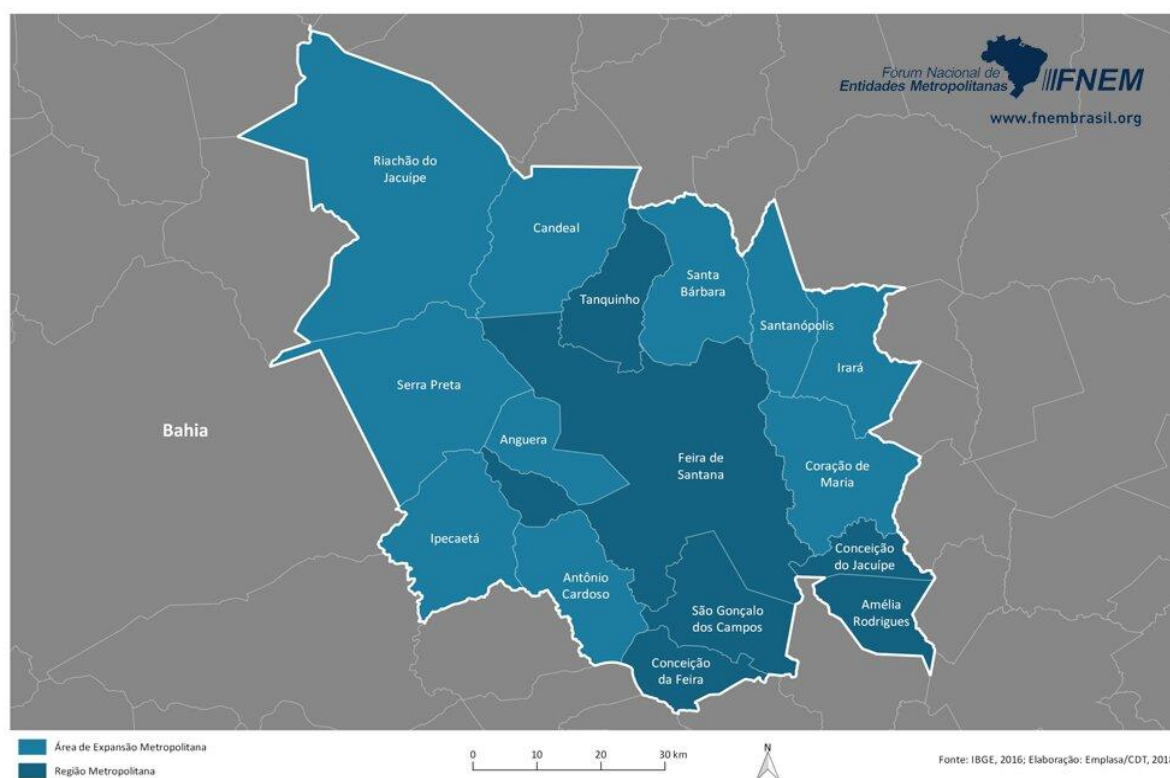 Fórum Nacional de
Entidades Metropolitanas
FNEM
www.fnembrasil.org
Riachão do
Jacuípe
Candeal
Tanquinho
Santa
Bárbara
Santanópolis
Irará
Serra Preta
Anguera
Bahia
Feira de
Santana
Coração de
Maria
Ipecaetá
Antônio
Cardoso
Conceição
do Jacuípe
São Gonçalo
dos Campos
Amélia
Rodrigues
Conceição
da Feira
Área de Expansão Metropolitana
Região Metropolitana
0 10 20 30 km
N
Fonte: IBGE, 2016; Elaboração: Emplasa/CDT, 201